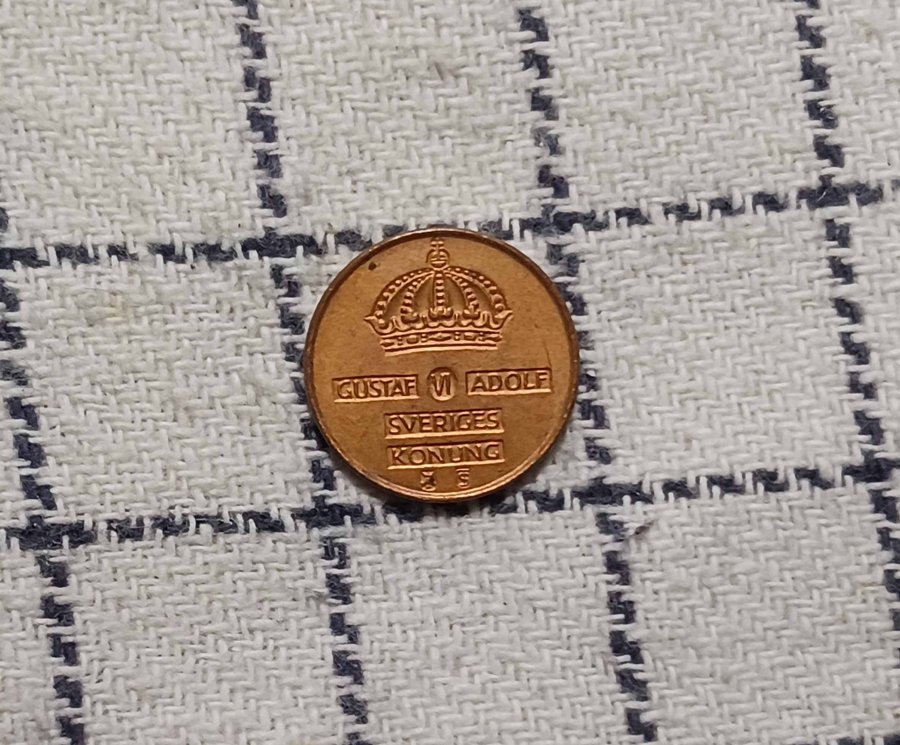 GUSTAF VI ADOLF
SVERIGES
KONUNG